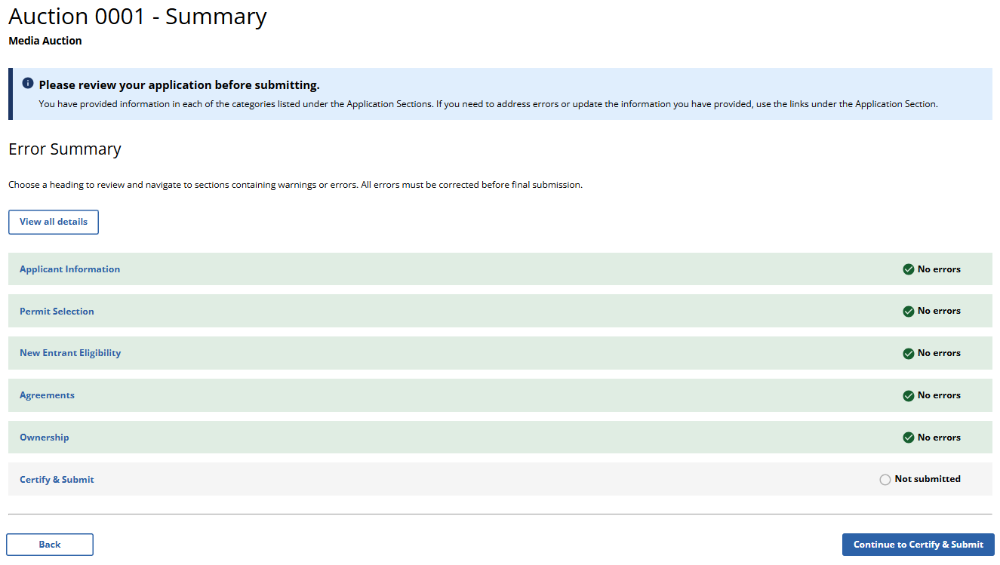 Auction 0001 - Summary
Media Auction
Please review your application before submitting.
You have provided information in each of the categories listed under the Application Sections. If you need to address errors or update the information you have provided, use the links under the Application Section.
Error Summary
Choose a heading to review and navigate to sections containing warnings or errors. All errors must be corrected before final submission.
View all details
Applicant Information No errors
Permit Selection No errors
New Entrant Eligibility No errors
Agreements No errors
Ownership No errors
Certify & Submit Not submitted
Back Continue to Certify & Submit